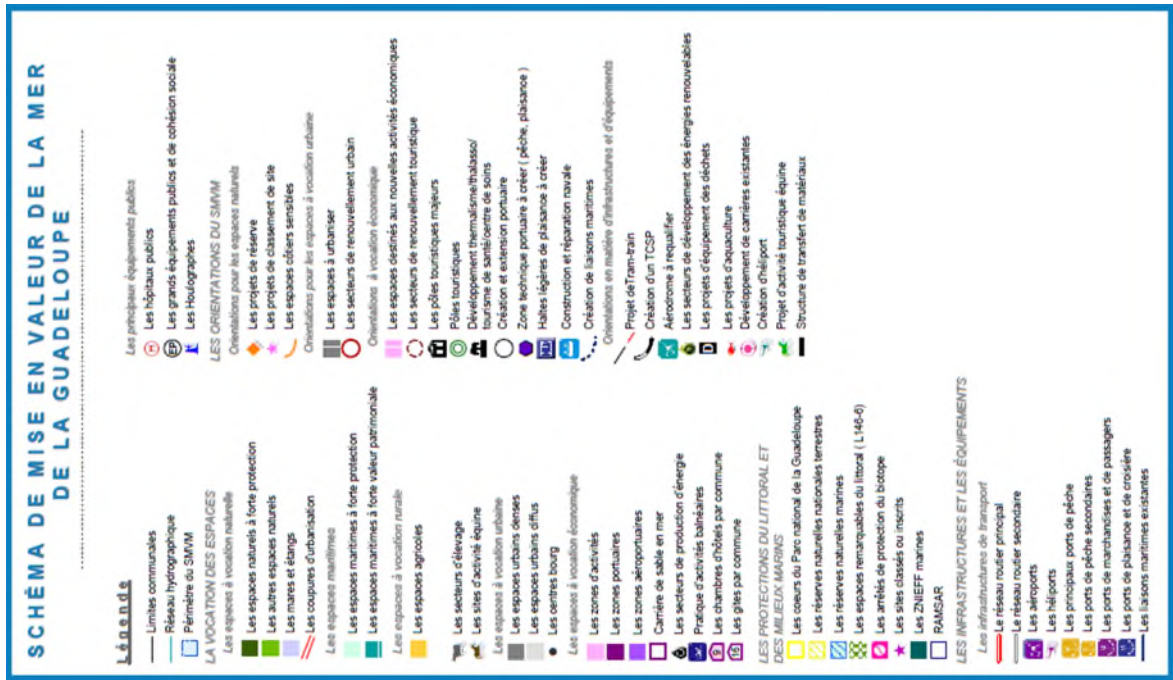 SCHÉMA DE MISE EN VALEUR DE LA MER
DE LA GUADELOUPE
Légende
Limites communales
Réseau hydrographique
Périmètre du SMVM
LA VOCATION DES ESPACES
Les espaces à vocation naturelle
Les espaces naturels à forte protection
Les autres espaces naturels
Les mares et étangs
Les coupures d'urbanisation
Les espaces maritimes
Les espaces maritimes à forte protection
Les espaces maritimes à forte valeur patrimoniale
Les espaces à vocation rurale
Les espaces agricoles
Les secteurs d'élevage
Les sites d'activité équine
Les espaces à vocation urbaine
Les espaces urbains denses
Les espaces urbains diffus
Les centres bourg
Les espaces à vocation économique
Les zones d'activités
Les zones portuaires
Les zones aéroportuaires
Carrière de sable en mer
Les secteurs de production d'énergie
Pratique d'activités balnéaires
9 Les chambres d'hôtels par commune
16 Les gîtes par commune
LES PROTECTIONS DU LITTORAL ET
DES MILIEUX MARINS
Les coeurs du Parc national de la Guadeloupe
Les réserves naturelles nationales terrestres
Les réserves naturelles marines
Les espaces remarquables du littoral ( L146-6)
Les arrêtés de protection du biotope
Les sites classés ou inscrits
Les ZNIEFF marines
RAMSAR
LES INFRASTRUCTURES ET LES ÉQUIPEMENTS
Les infrastructures de transport
Le réseau routier principal
Le réseau routier secondaire
Les aéroports
Les héliports
Les principaux ports de pêche
Les ports de pêche secondaires
Les ports de marchandises et de passagers
Les ports de plaisance et de croisière
Les liaisons maritimes existantes
Les principaux équipements publics
H Les hôpitaux publics
EP Les grands équipements publics et de cohésion sociale
Les Houlographes
LES ORIENTATIONS DU SMVM
Orientations pour les espaces naturels
Les projets de réserve
Les projets de classement de site
Les espaces côtiers sensibles
Orientations pour les espaces à vocation urbaine
Les espaces à urbaniser
Les secteurs de renouvellement urbain
Orientations à vocation économique
Les espaces destinés aux nouvelles activités économiques
Les secteurs de renouvellement touristique
Les pôles touristiques majeurs
Pôles touristiques
Développement thermalisme/thalasso/
tourisme de santé/centre de soins
Création et extension portuaire
Zone technique portuaire à créer ( pêche, plaisance )
Haltes légères de plaisance à créer
Construction et réparation navale
Création de liaisons maritimes
Orientations en matière d'infrastructures et d'équipements
Projet deTram-train
Création d'un TCSP
Aérodrome à requalifier
Les secteurs de développement des énergies renouvelables
D Les projets d'équipement des déchets
Les projets d'aquaculture
Développement de carrières existantes
Création d'héliport
Projet d'activité touristique équine
Structure de transfert de matériaux